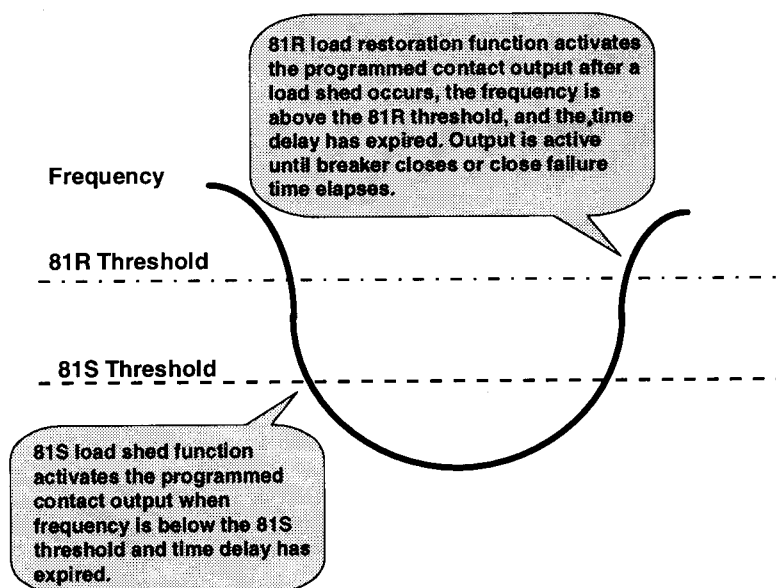 81R load restoration function activates
the programmed contact output after a
load shed occurs, the frequency is
above the 81R threshold, and the time
delay has expired. Output is active
until breaker closes or close failure
time elapses.
Frequency
81R Threshold
81S Threshold
81S load shed function
activates the programmed
contact output when
frequency is below the 81S
threshold and time delay has
expired.